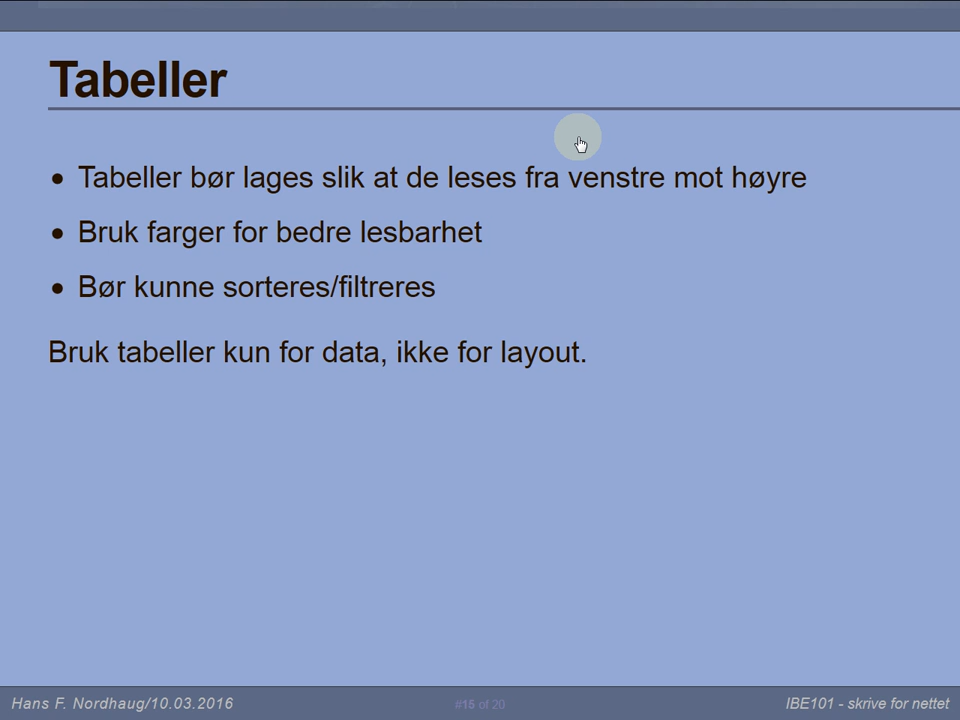 Tabeller
• Tabeller bør lages slik at de leses fra venstre mot høyre
• Bruk farger for bedre lesbarhet
• Bør kunne sorteres/filtreres
Bruk tabeller kun for data, ikke for layout.
Hans F. Nordhaug/10.03.2016
#15 of 20
IBE101 - skrive for nettet